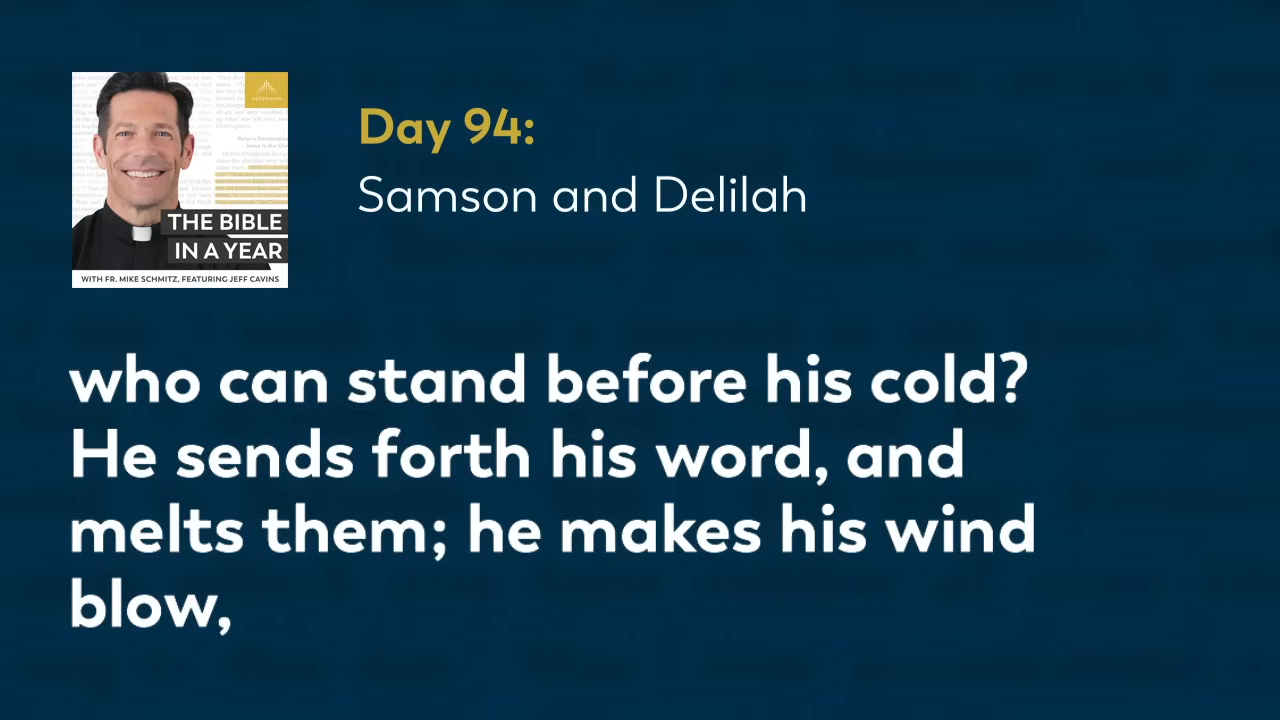 THE BIBLE
IN A YEAR
WITH FR. MIKE SCHMITZ, FEATURING JEFF CAVINS
Day 94:
Samson and Delilah
who can stand before his cold?
He sends forth his word, and
melts them; he makes his wind
blow,